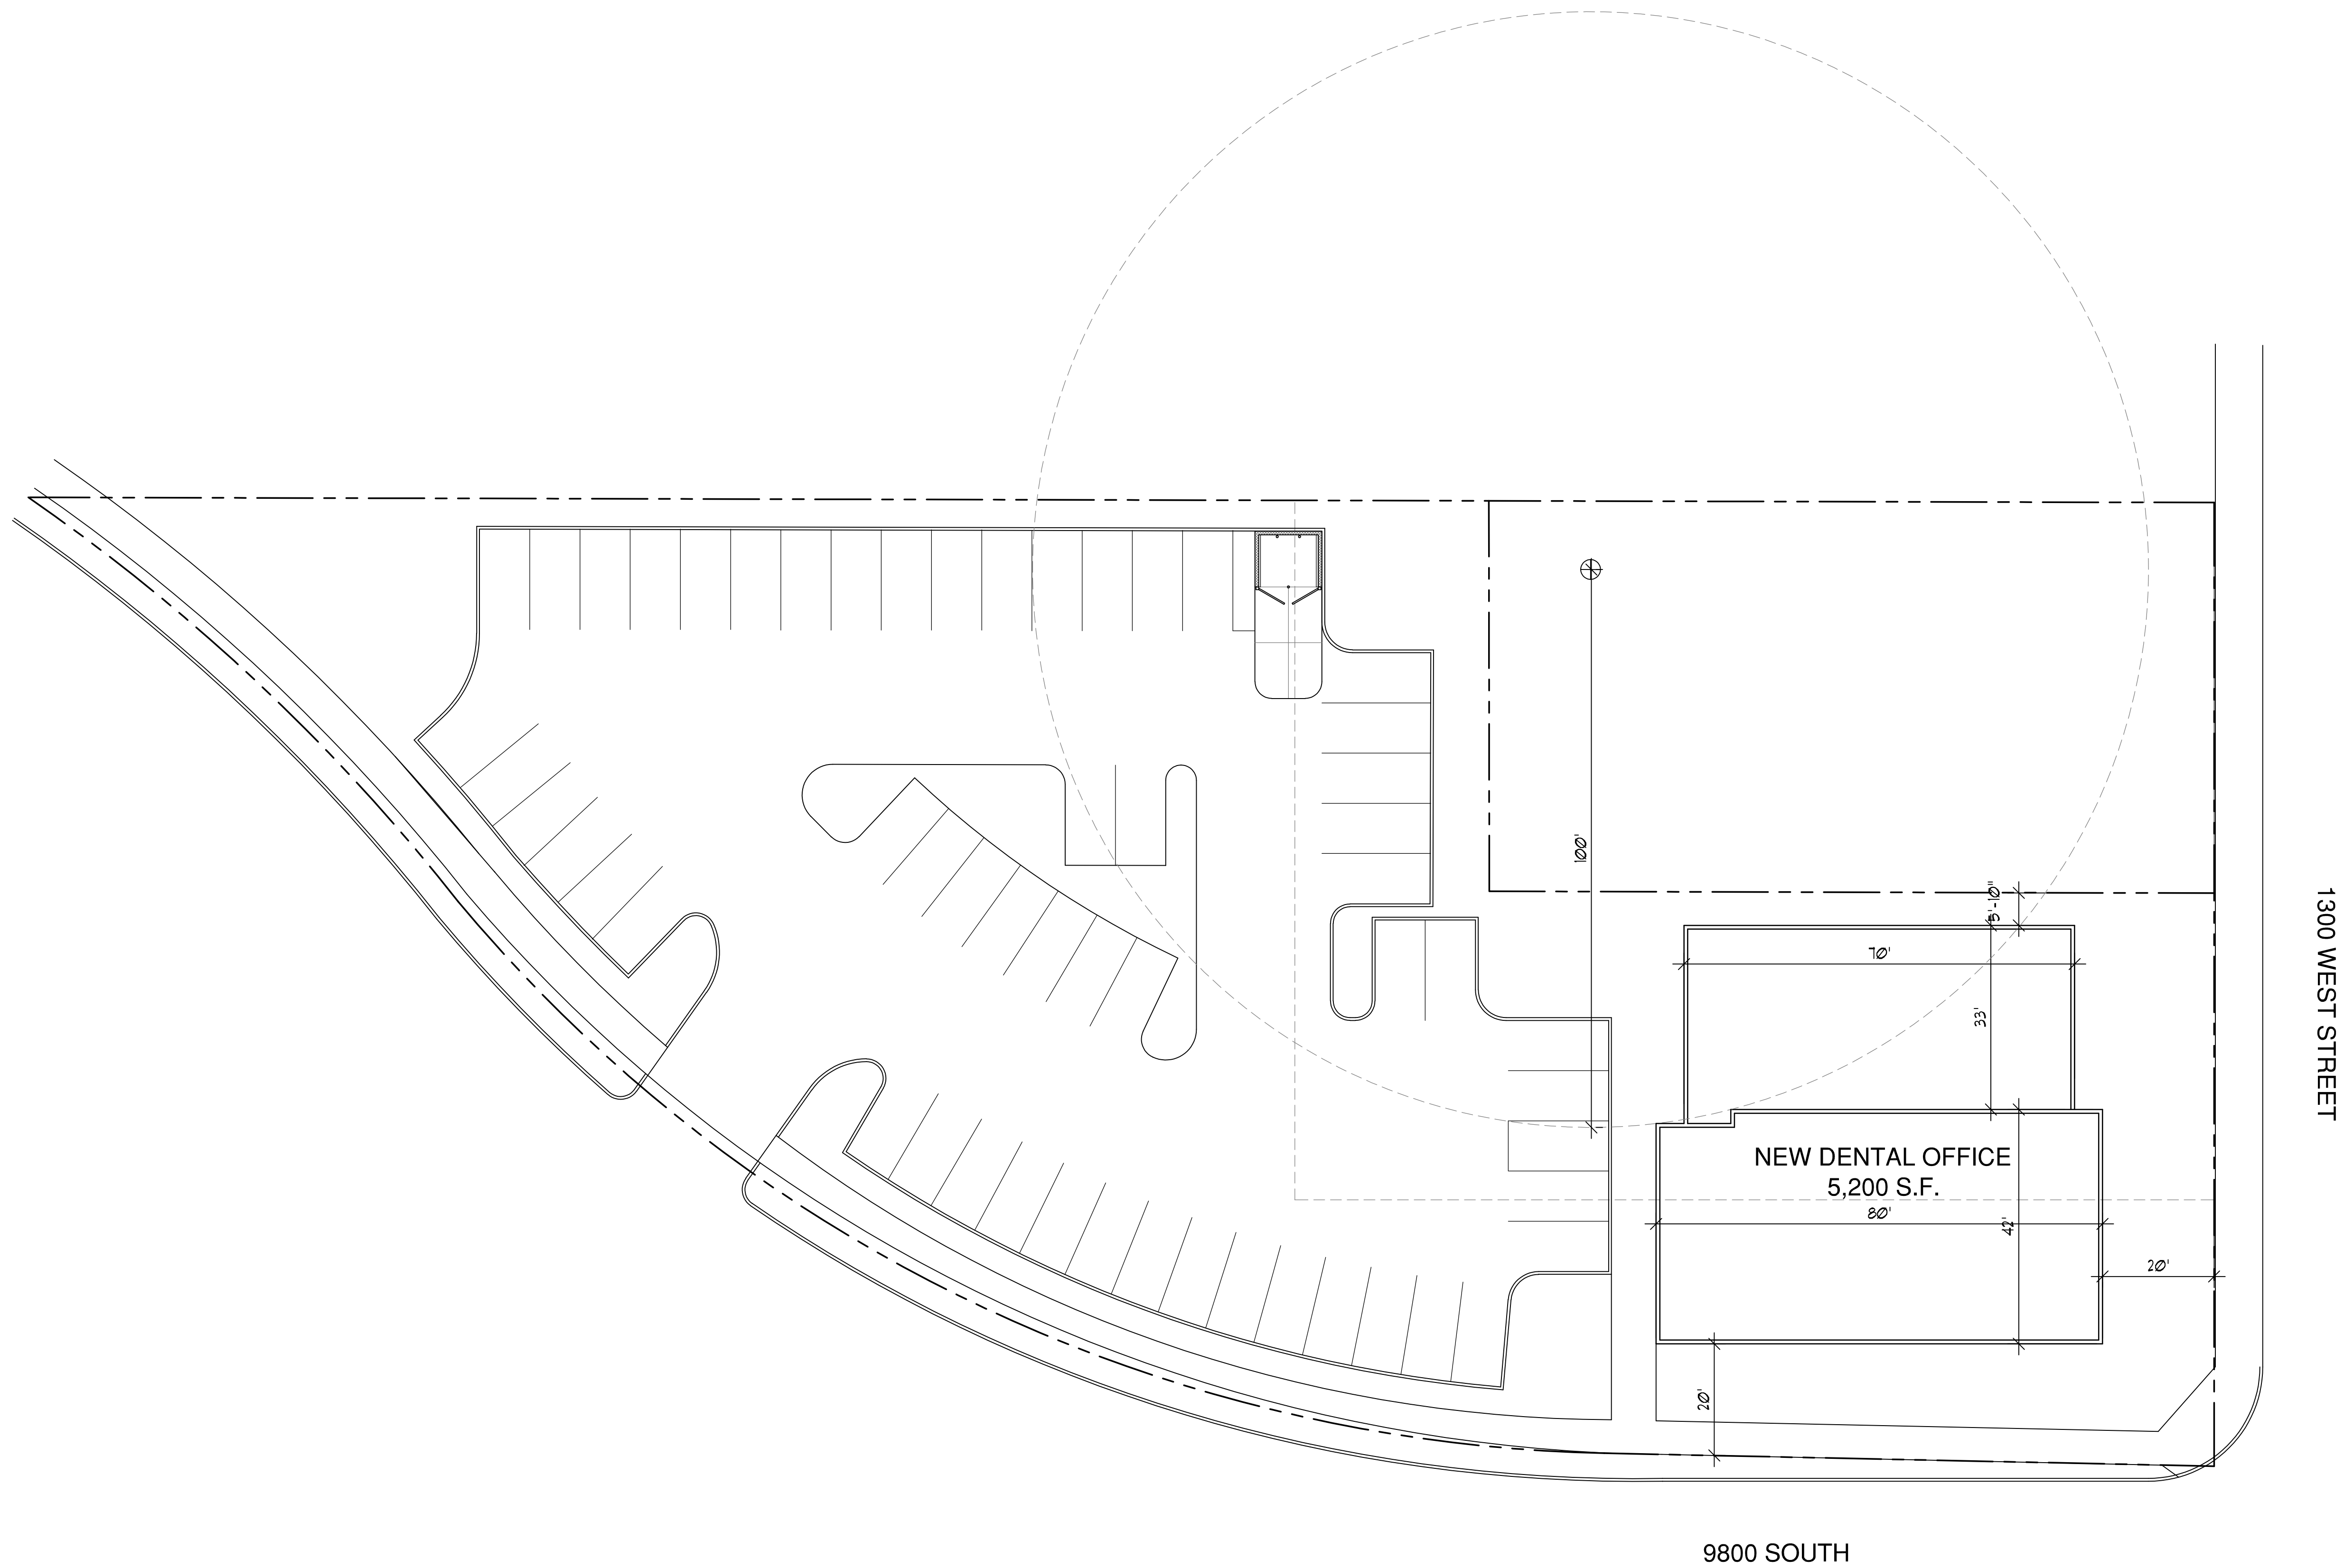 100'
5'-10"
70'
33'
NEW DENTAL OFFICE
5,200 S.F.
80'
42'
20'
20'
1300 WEST STREET
9800 SOUTH